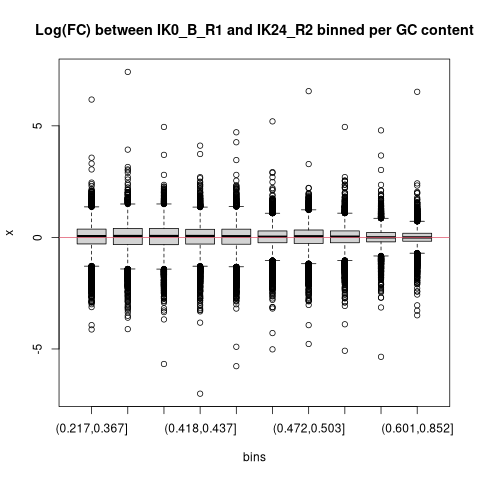 Log(FC) between IK0_B_R1 and IK24_R2 binned per GC content
x
5
0
-5
(0.217,0.367] (0.418,0.437] (0.472,0.503] (0.601,0.852]
bins